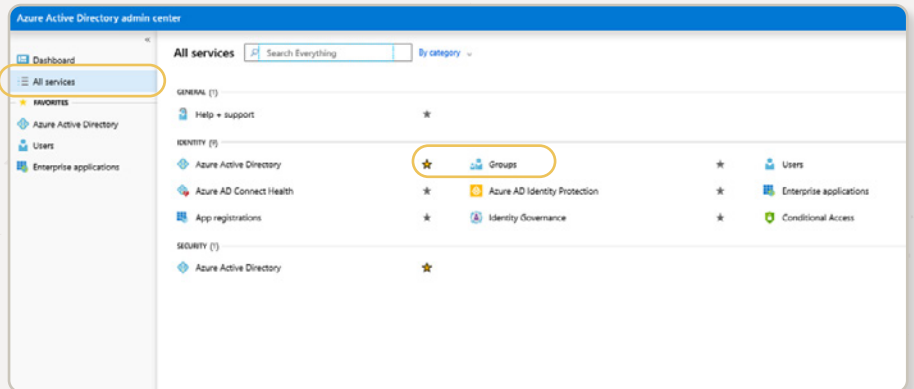 Azure Active Directory admin center
«
Dashboard
All services
FAVORITES
Azure Active Directory
Users
Enterprise applications
All services Search Everything By category
GENERAL (1)
Help + support
IDENTITY (9)
Azure Active Directory Groups Users
Azure AD Connect Health Azure AD Identity Protection Enterprise applications
App registrations Identity Governance Conditional Access
SECURITY (1)
Azure Active Directory